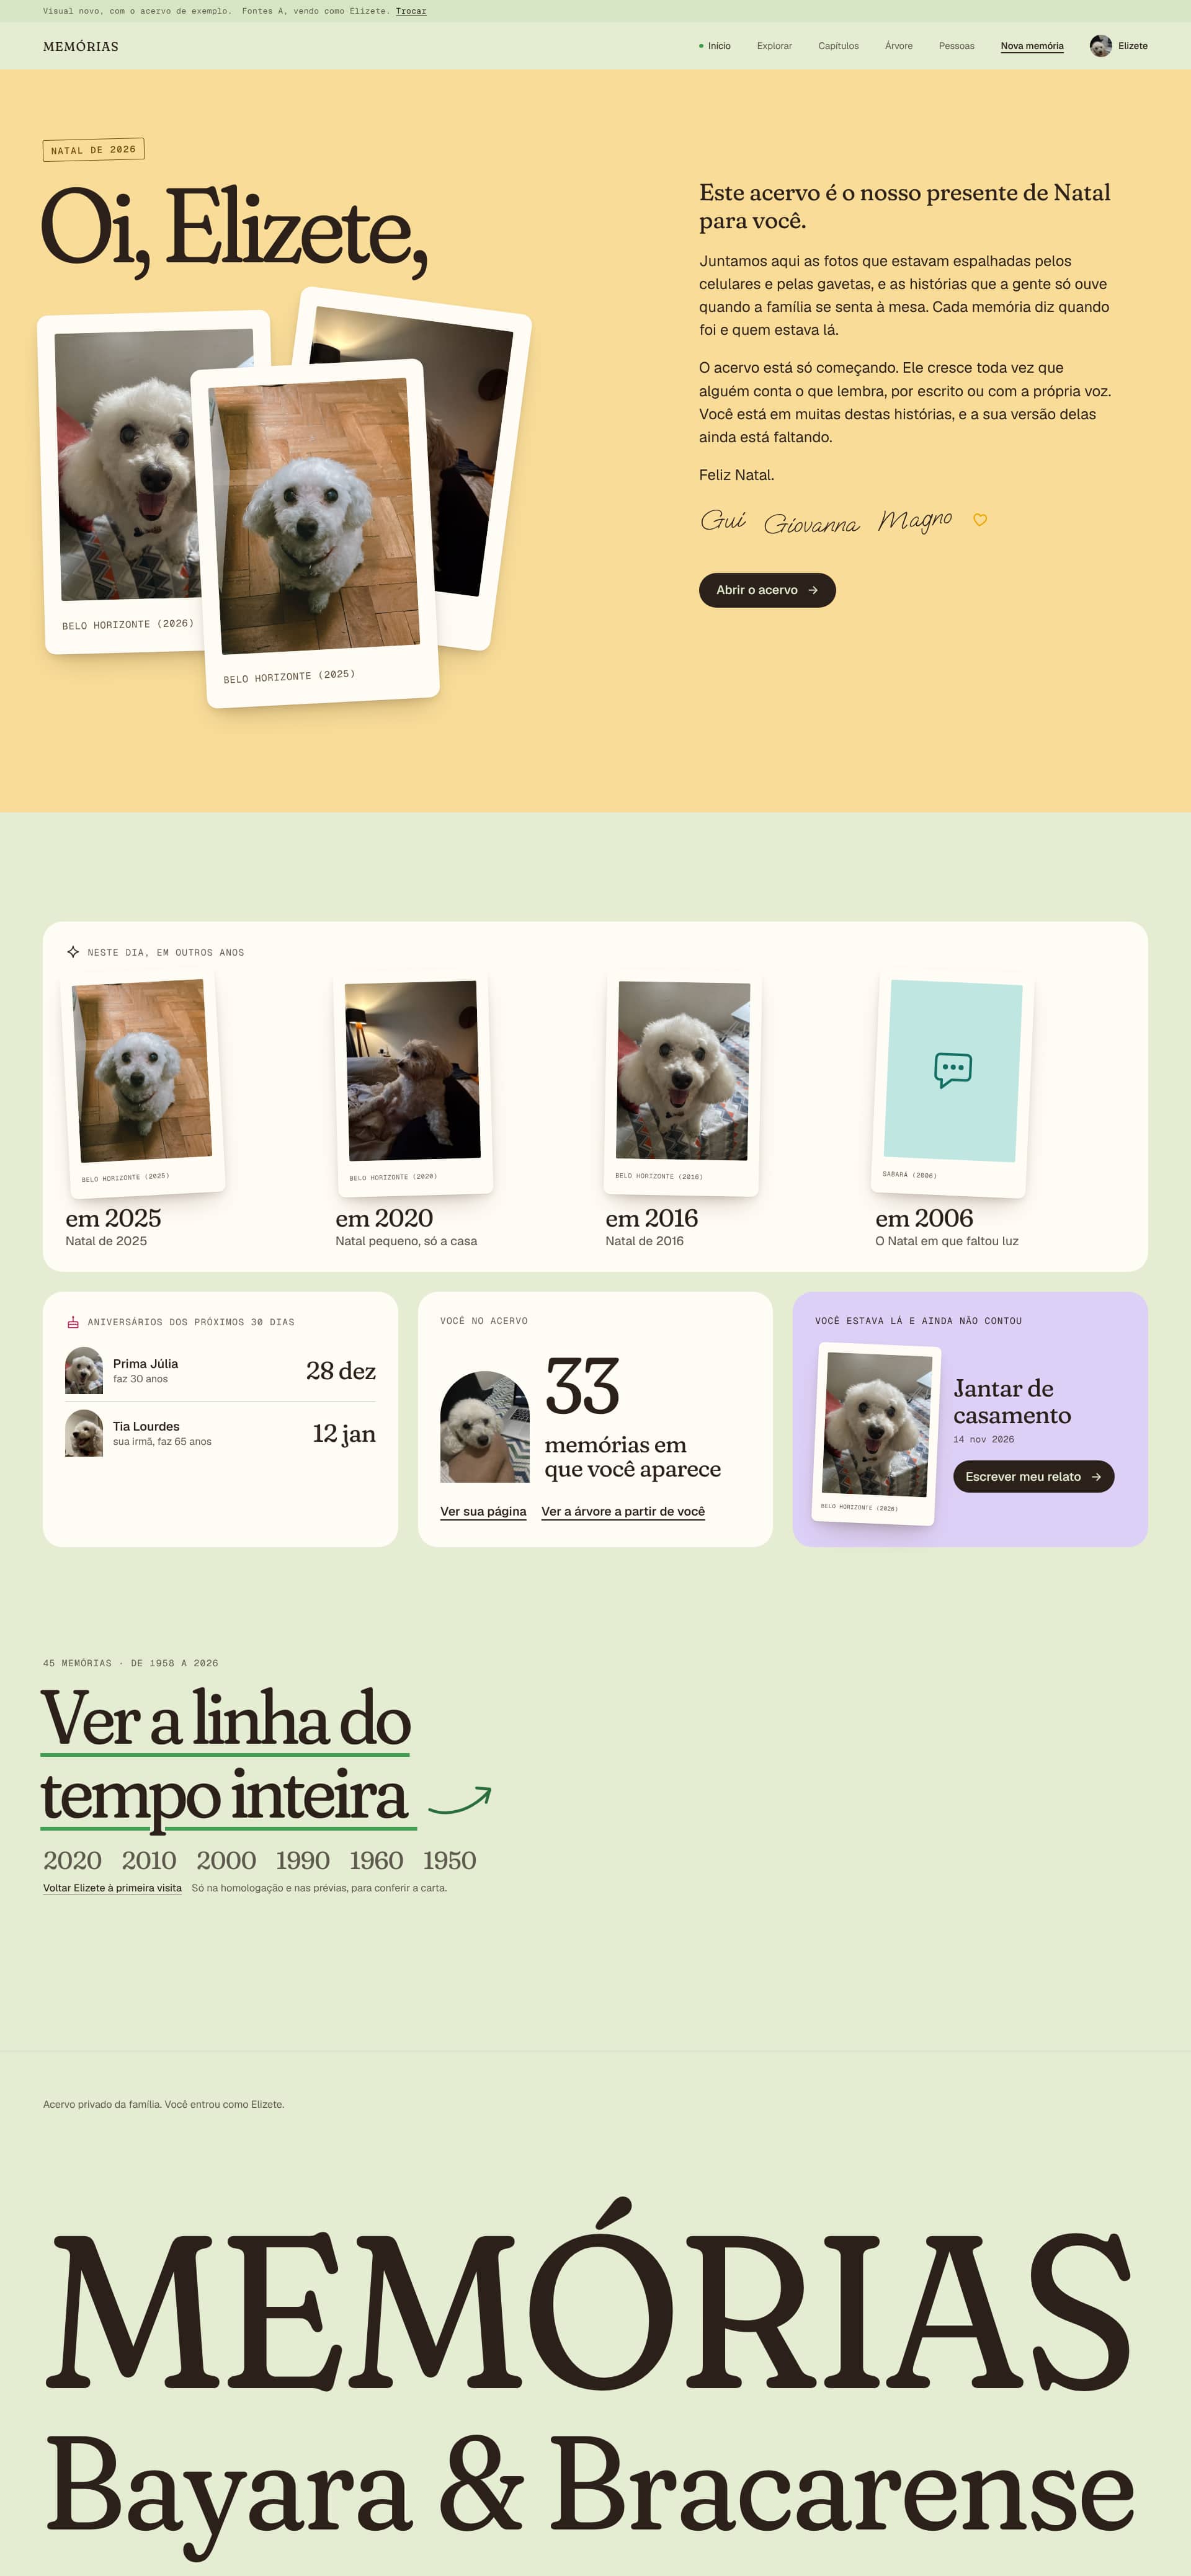 Visual novo, com o acervo de exemplo. Fontes A, vendo como Elizete. Trocar
MEMÓRIAS
Início Explorar Capítulos Árvore Pessoas Nova memória Elizete
NATAL DE 2026
Oi, Elizete,
BELO HORIZONTE (2026)
BELO HORIZONTE (2025)
Este acervo é o nosso presente de Natal
para você.
Juntamos aqui as fotos que estavam espalhadas pelos
celulares e pelas gavetas, e as histórias que a gente só ouve
quando a família se senta à mesa. Cada memória diz quando
foi e quem estava lá.
O acervo está só começando. Ele cresce toda vez que
alguém conta o que lembra, por escrito ou com a própria voz.
Você está em muitas destas histórias, e a sua versão delas
ainda está faltando.
Feliz Natal.
Gui Giovanna Magno
Abrir o acervo →
NESTE DIA, EM OUTROS ANOS
BELO HORIZONTE (2025)
em 2025
Natal de 2025
BELO HORIZONTE (2020)
em 2020
Natal pequeno, só a casa
BELO HORIZONTE (2016)
em 2016
Natal de 2016
SABARÁ (2006)
em 2006
O Natal em que faltou luz
ANIVERSÁRIOS DOS PRÓXIMOS 30 DIAS
Prima Júlia
faz 30 anos
28 dez
Tia Lourdes
sua irmã, faz 65 anos
12 jan
VOCÊ NO ACERVO
33
memórias em
que você aparece
Ver sua página Ver a árvore a partir de você
VOCÊ ESTAVA LÁ E AINDA NÃO CONTOU
BELO HORIZONTE (2026)
Jantar de
casamento
14 nov 2026
Escrever meu relato →
45 MEMÓRIAS · DE 1958 A 2026
Ver a linha do
tempo inteira
2020 2010 2000 1990 1960 1950
Voltar Elizete à primeira visita Só na homologação e nas prévias, para conferir a carta.
Acervo privado da família. Você entrou como Elizete.
MEMÓRIAS
Bayara & Bracarense